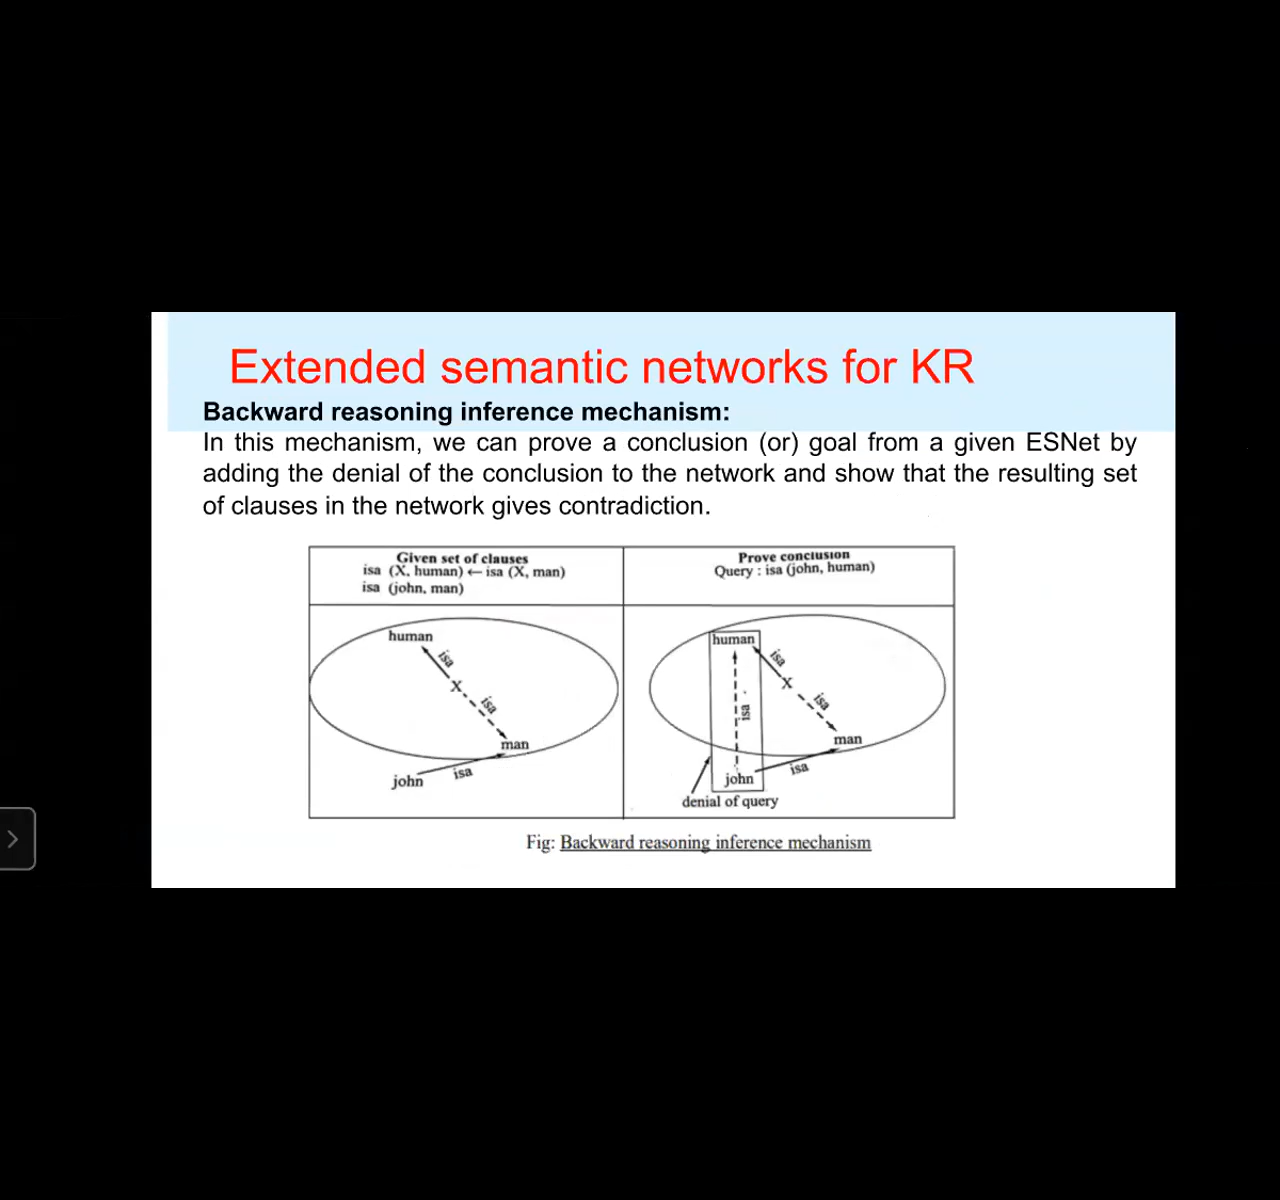 Extended semantic networks for KR
Backward reasoning inference mechanism:
In this mechanism, we can prove a conclusion (or) goal from a given ESNet by
adding the denial of the conclusion to the network and show that the resulting set
of clauses in the network gives contradiction.
Given set of clauses
isa (X, human) ← isa (X, man)
isa (john, man)
Prove conclusion
Query : isa (john, human)
human
isa
X
isa
man
john
isa
human
isa
X
isa
isa
man
john
isa
denial of query
Fig: Backward reasoning inference mechanism